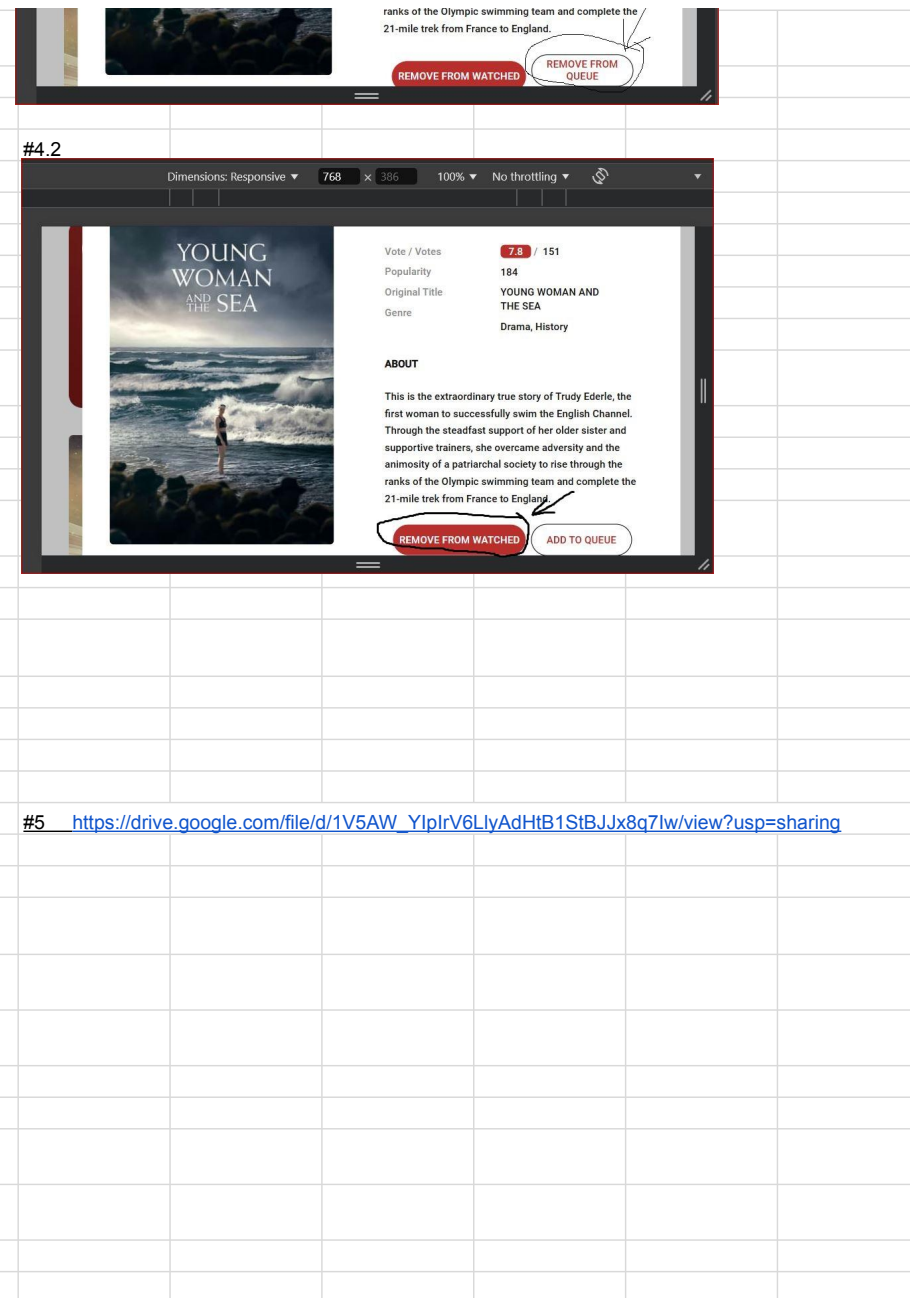 ranks of the Olympic swimming team and complete the
21-mile trek from France to England.
REMOVE FROM WATCHED
REMOVE FROM
QUEUE
#4.2
Dimensions: Responsive ▼ 768 × 386 100% ▼ No throttling ▼ ▼
YOUNG
WOMAN
AND THE SEA
Vote / Votes 7.8 / 151
Popularity 184
Original Title YOUNG WOMAN AND
THE SEA
Genre
Drama, History
ABOUT
This is the extraordinary true story of Trudy Ederle, the
first woman to successfully swim the English Channel.
Through the steadfast support of her older sister and
supportive trainers, she overcame adversity and the
animosity of a patriarchal society to rise through the
ranks of the Olympic swimming team and complete the
21-mile trek from France to England.
REMOVE FROM WATCHED ADD TO QUEUE
#5 https://drive.google.com/file/d/1V5AW_YIpIrV6LIyAdHtB1StBJJx8q7Iw/view?usp=sharing